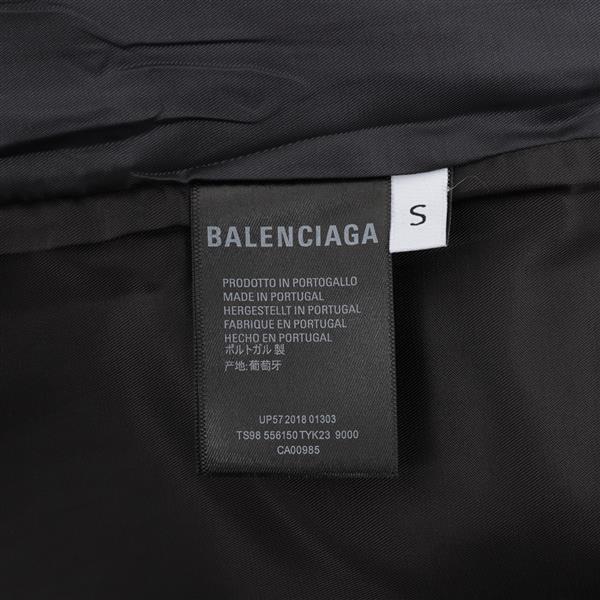 BALENCIAGA
S
PRODOTTO IN PORTOGALLO
MADE IN PORTUGAL
HERGESTELLT IN PORTUGAL
FABRIQUE EN PORTUGAL
HECHO EN PORTUGAL
ポルトガル製
产地:葡萄牙
UP57 2018 01303
TS98 556150 TYK23 9000
CA00985